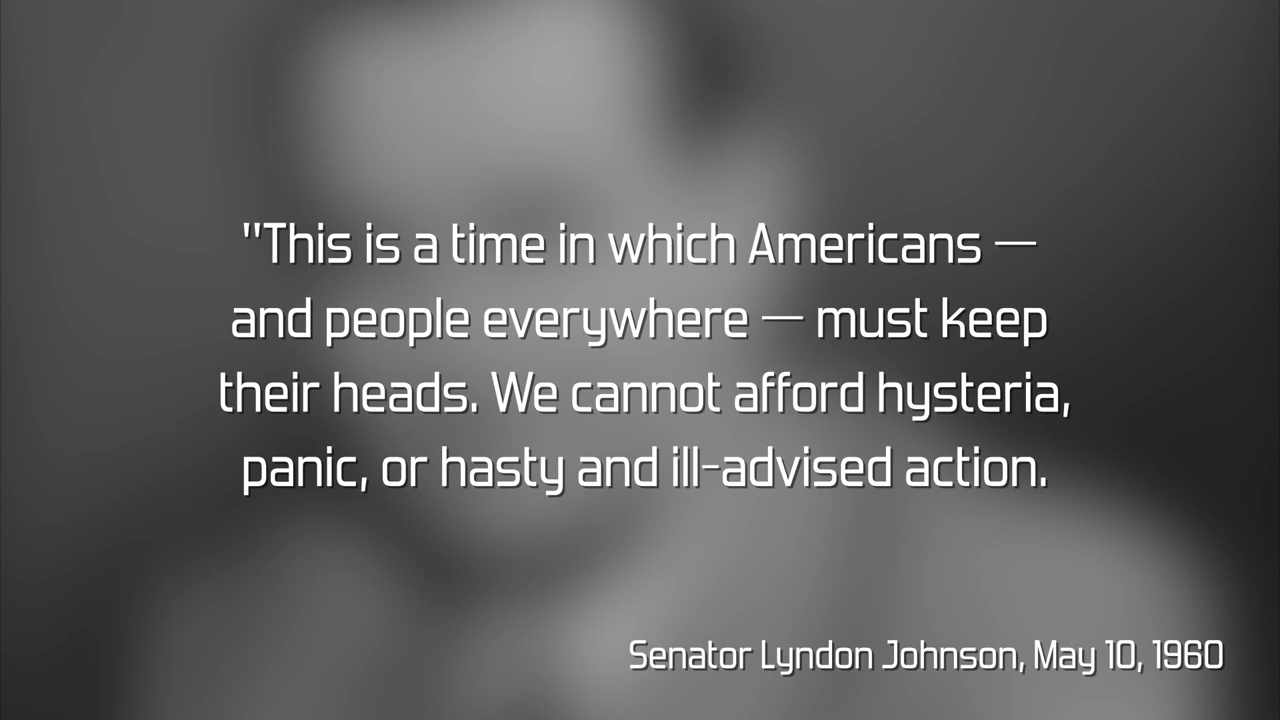 "This is a time in which Americans —
and people everywhere — must keep
their heads. We cannot afford hysteria,
panic, or hasty and ill-advised action.
Senator Lyndon Johnson, May 10, 1960